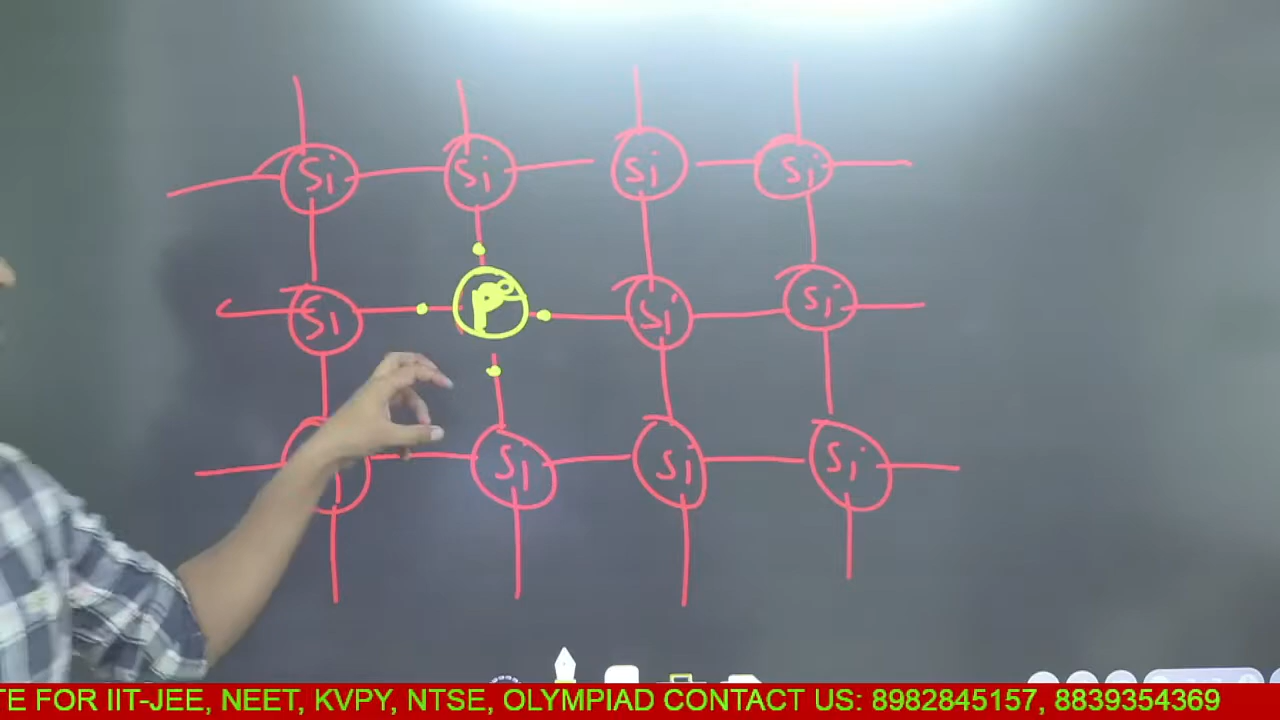 Si Si Si Si
Si P Si Si
Si Si Si
TE FOR IIT-JEE, NEET, KVPY, NTSE, OLYMPIAD CONTACT US: 8982845157, 8839354369